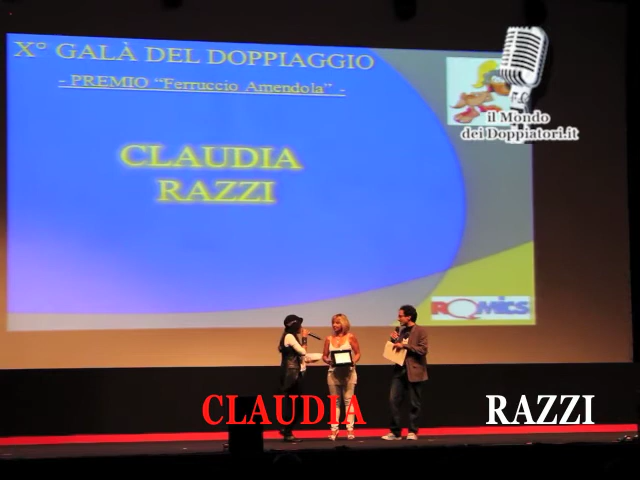 X° GALÀ DEL DOPPIAGGIO
- PREMIO "Ferruccio Amendola" -
il Mondo
dei Doppiatori.it
CLAUDIA
RAZZI
ROMICS
CLAUDIA RAZZI